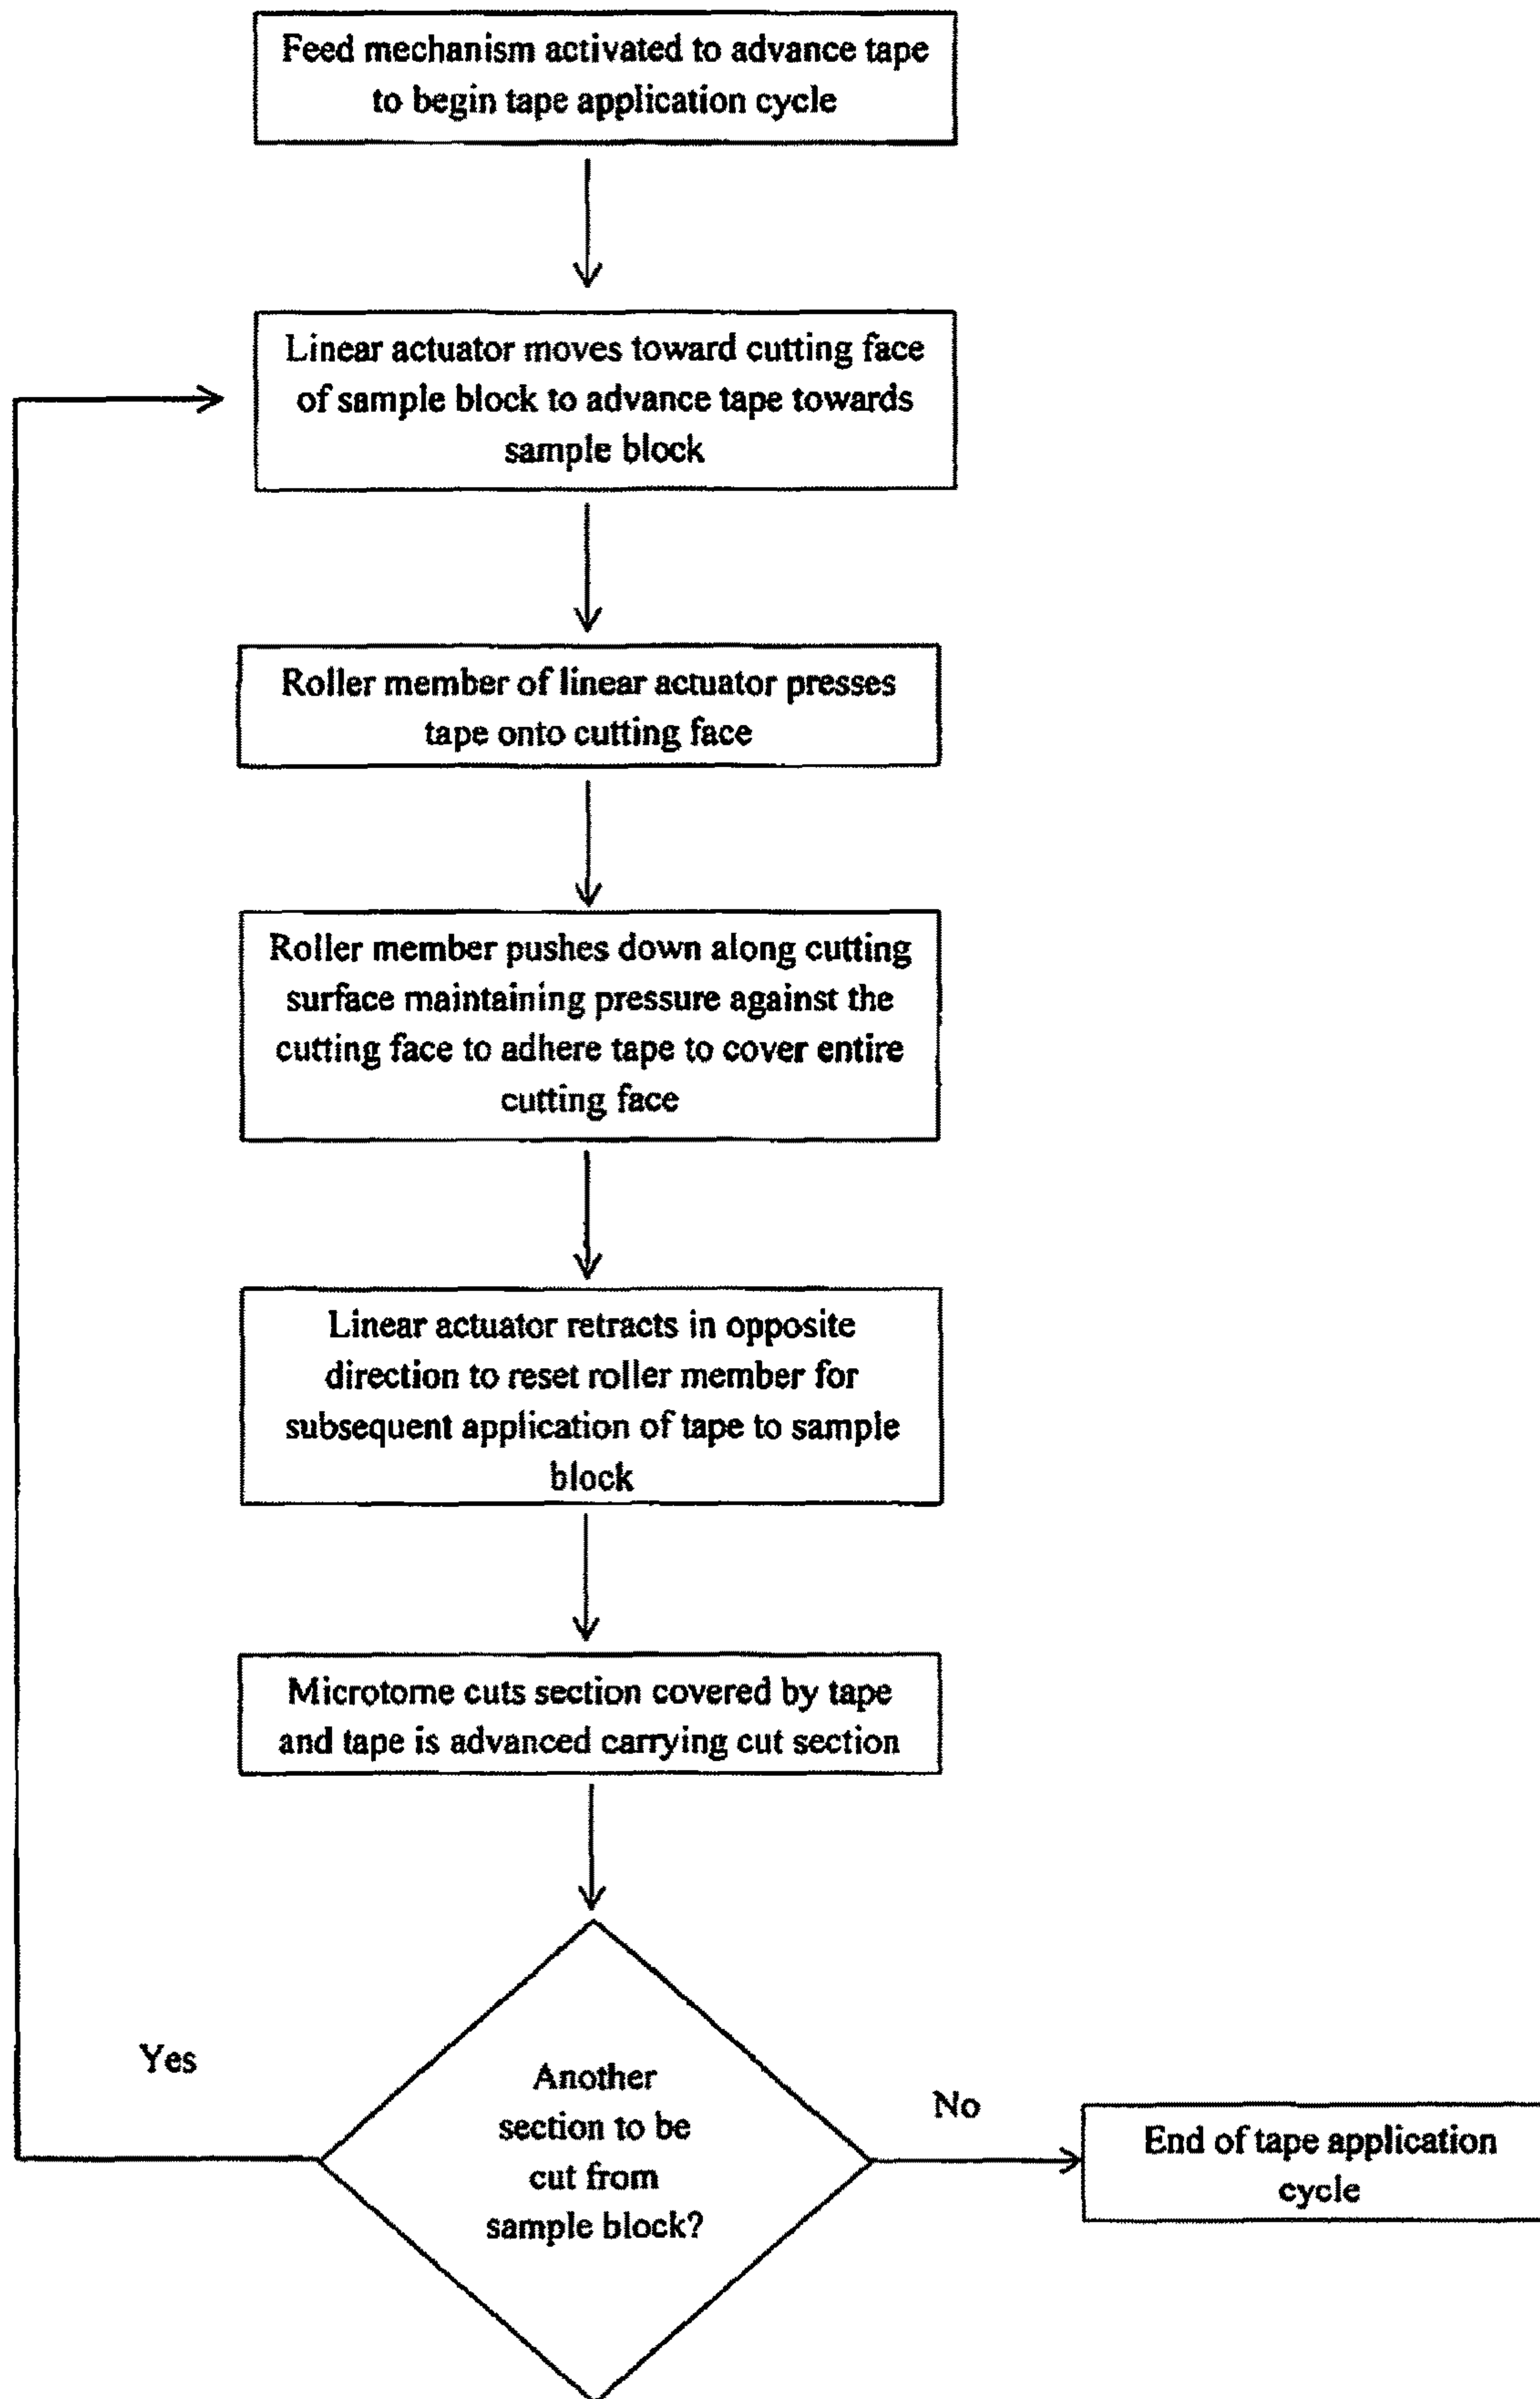 Feed mechanism activated to advance tape
to begin tape application cycle
Linear actuator moves toward cutting face
of sample block to advance tape towards
sample block
Roller member of linear actuator presses
tape onto cutting face
Roller member pushes down along cutting
surface maintaining pressure against the
cutting face to adhere tape to cover entire
cutting face
Linear actuator retracts in opposite
direction to reset roller member for
subsequent application of tape to sample
block
Microtome cuts section covered by tape
and tape is advanced carrying cut section
Yes
Another
section to be
cut from
sample block?
No
End of tape application
cycle